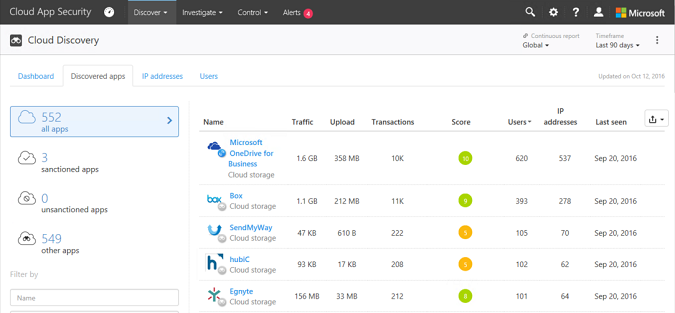 Cloud App Security Discover Investigate Control Alerts 4 ? Microsoft
Cloud Discovery Continuous report Global Timeframe Last 90 days
Dashboard Discovered apps IP addresses Users Updated on Oct 12, 2016
552
all apps
3
sanctioned apps
0
unsanctioned apps
549
other apps
Filter by
Name
Name Traffic Upload Transactions Score Users IP addresses Last seen
Microsoft
OneDrive for
Business
Cloud storage
1.6 GB 358 MB 10K 10 620 537 Sep 20, 2016
box
Box
Cloud storage
1.1 GB 212 MB 11K 9 393 278 Sep 20, 2016
SendMyWay
Cloud storage
47 KB 610 B 222 5 105 70 Sep 20, 2016
h
hubiC
Cloud storage
93 KB 17 KB 208 5 102 62 Sep 20, 2016
Egnyte
Cloud storage
156 MB 33 MB 212 8 101 64 Sep 20, 2016